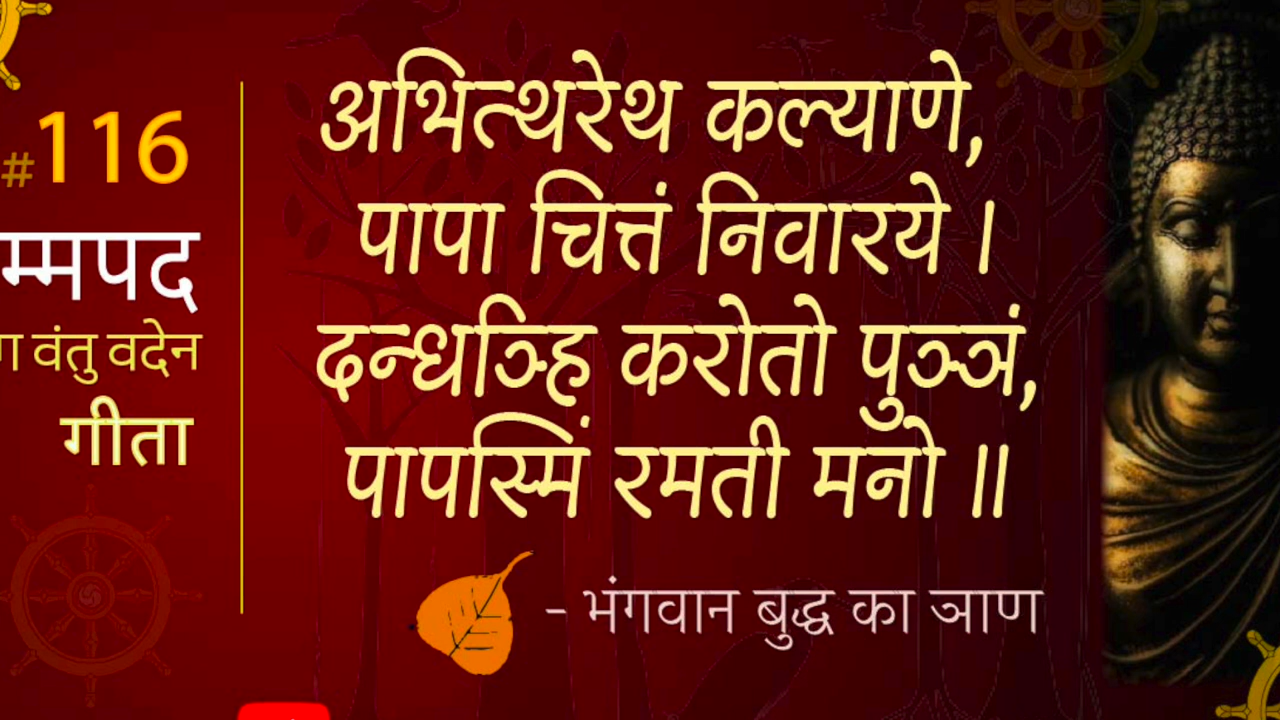 #116
म्मपद
ग वंतु वदेन
गीता
अभित्थरेथ कल्याणे,
पापा चित्तं निवारये ।
दन्धञ्हि करोतो पुञ्ञं,
पापस्मिं रमती मनो ॥
- भंगवान बुद्ध का ञाण